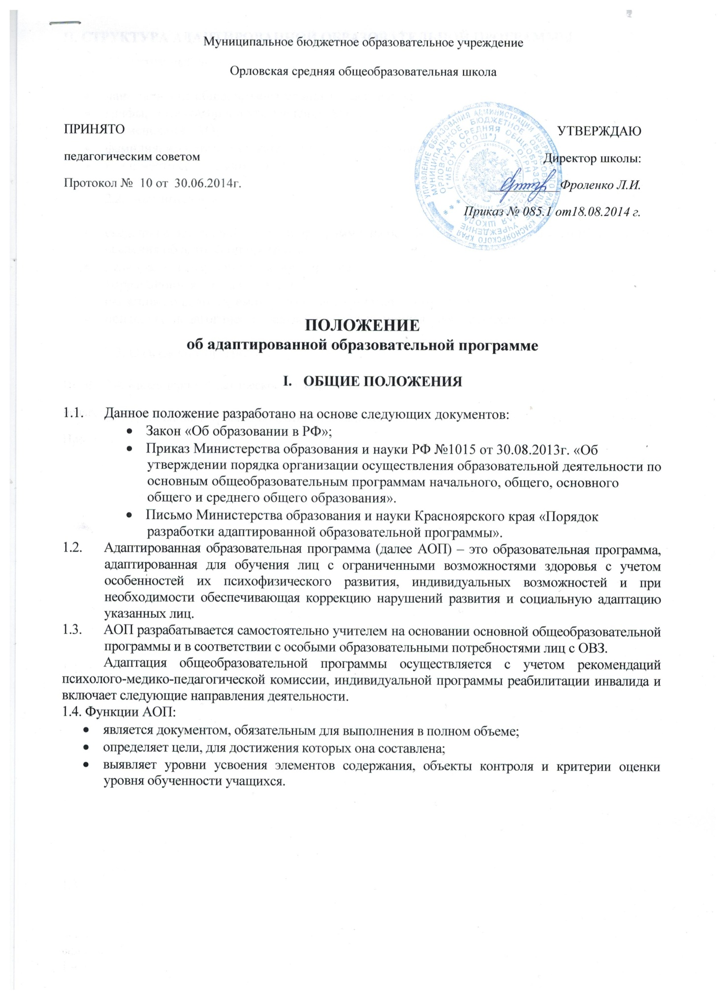 Муниципальное бюджетное образовательное учреждение
Орловская средняя общеобразовательная школа
ПРИНЯТО
УТВЕРЖДАЮ
педагогическим советом
Директор школы:
Протокол № 10 от 30.06.2014г.
Фроленко Л.И.
Приказ № 085.1 от18.08.2014 г.
ПОЛОЖЕНИЕ
об адаптированной образовательной программе
I. ОБЩИЕ ПОЛОЖЕНИЯ
1.1. Данное положение разработано на основе следующих документов:
• Закон «Об образовании в РФ»;
• Приказ Министерства образования и науки РФ №1015 от 30.08.2013г. «Об
утверждении порядка организации осуществления образовательной деятельности по
основным общеобразовательным программам начального, общего, основного
общего и среднего общего образования».
• Письмо Министерства образования и науки Красноярского края «Порядок
разработки адаптированной образовательной программы».
1.2. Адаптированная образовательная программа (далее АОП) – это образовательная программа,
адаптированная для обучения лиц с ограниченными возможностями здоровья с учетом
особенностей их психофизического развития, индивидуальных возможностей и при
необходимости обеспечивающая коррекцию нарушений развития и социальную адаптацию
указанных лиц.
1.3. АОП разрабатывается самостоятельно учителем на основании основной общеобразовательной
программы и в соответствии с особыми образовательными потребностями лиц с ОВЗ.
Адаптация общеобразовательной программы осуществляется с учетом рекомендаций
психолого-медико-педагогической комиссии, индивидуальной программы реабилитации инвалида и
включает следующие направления деятельности.
1.4. Функции АОП:
• является документом, обязательным для выполнения в полном объеме;
• определяет цели, для достижения которых она составлена;
• выявляет уровни усвоения элементов содержания, объекты контроля и критерии оценки
уровня обученности учащихся.